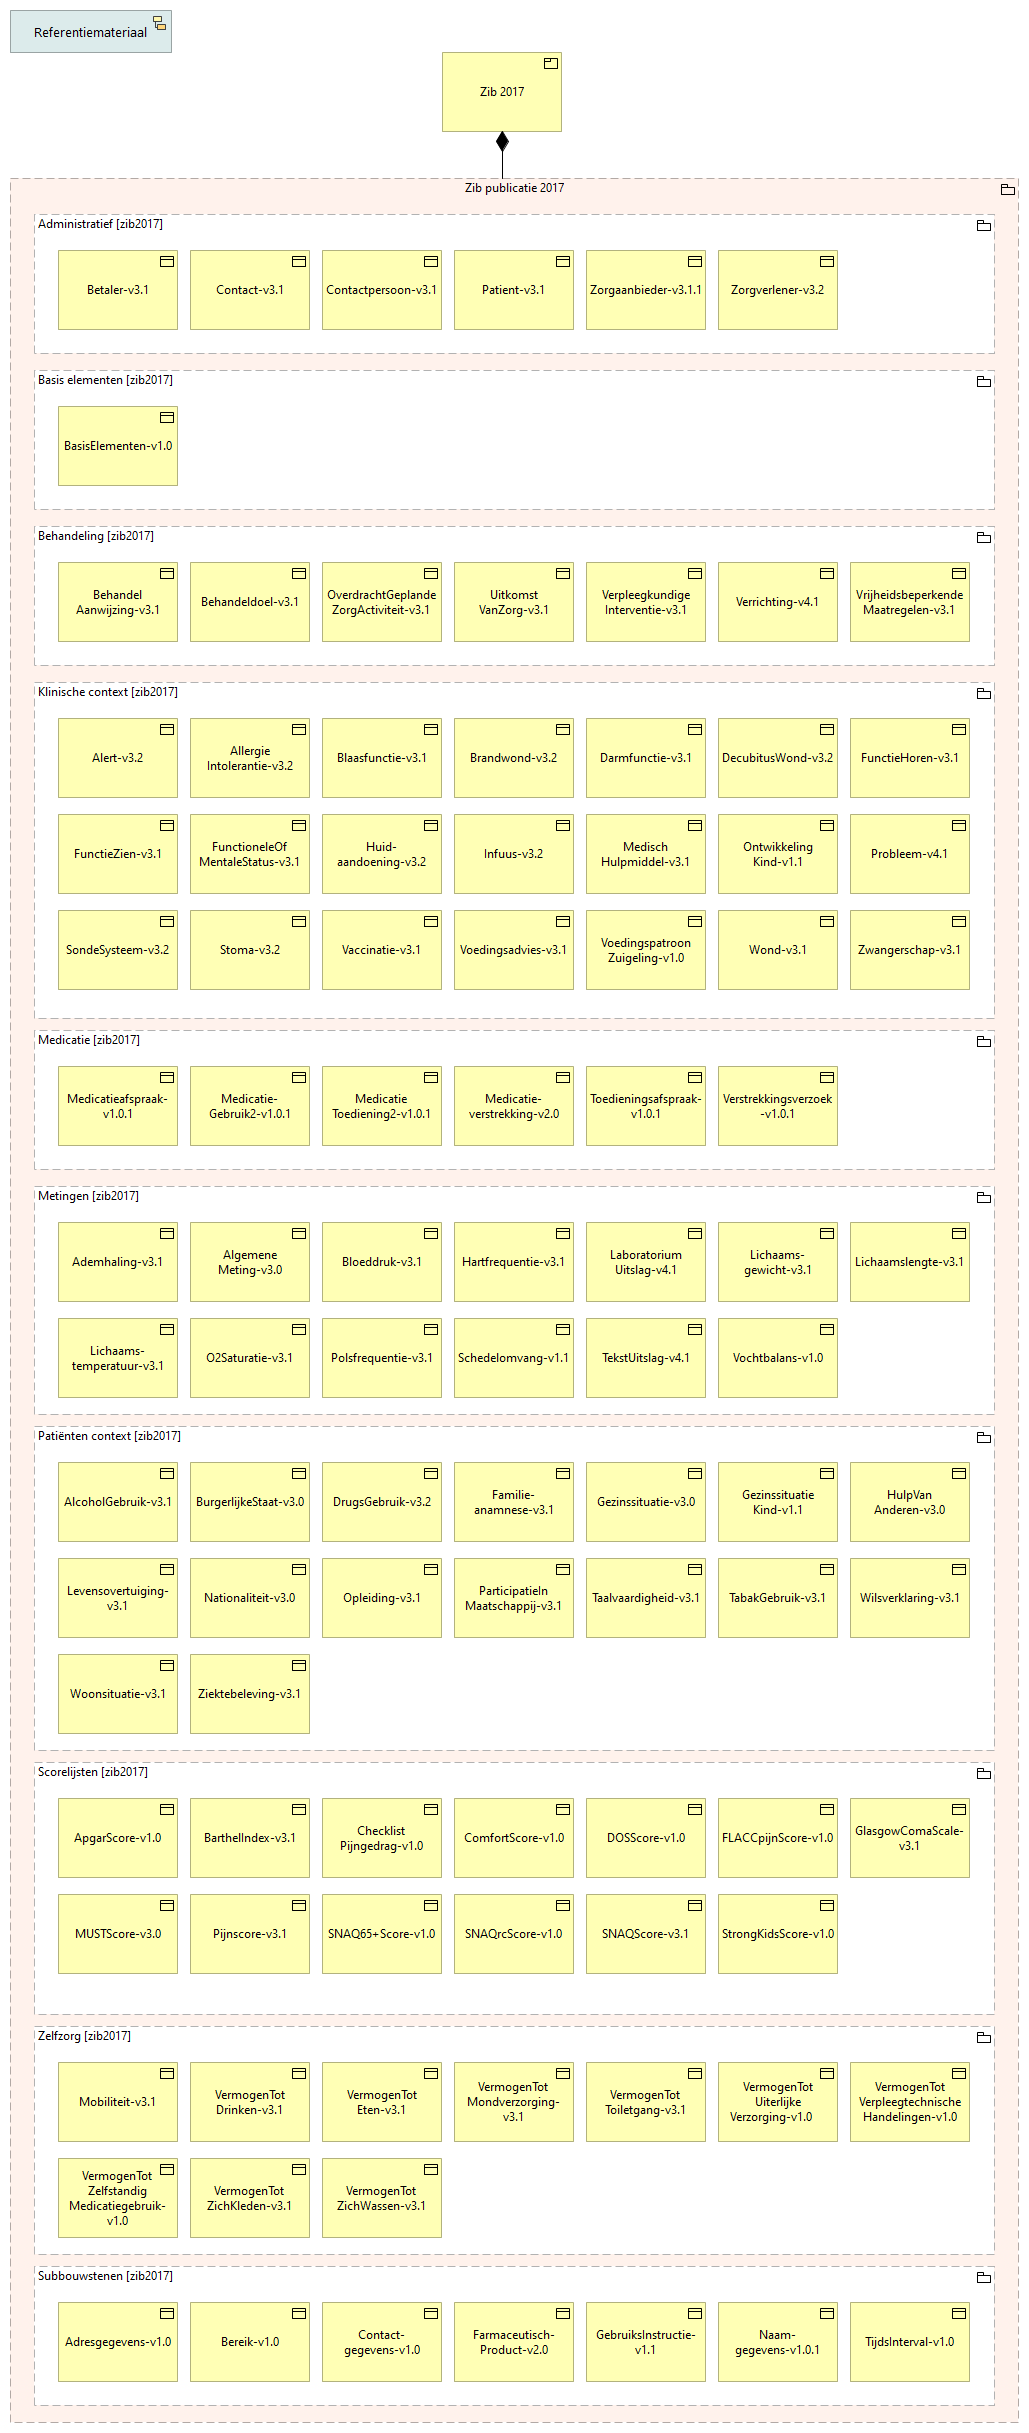 Referentiemateriaal
Zib 2017
Zib publicatie 2017
Administratief [zib2017]
Betaler-v3.1
Contact-v3.1
Contactpersoon-v3.1
Patient-v3.1
Zorgaanbieder-v3.1.1
Zorgverlener-v3.2
Basis elementen [zib2017]
BasisElementen-v1.0
Behandeling [zib2017]
Behandel
Aanwijzing-v3.1
Behandeldoel-v3.1
OverdrachtGeplande
ZorgActiviteit-v3.1
Uitkomst
VanZorg-v3.1
Verpleegkundige
Interventie-v3.1
Verrichting-v4.1
Vrijheidsbeperkende
Maatregelen-v3.1
Klinische context [zib2017]
Alert-v3.2
Allergie
Intolerantie-v3.2
Blaasfunctie-v3.1
Brandwond-v3.2
Darmfunctie-v3.1
DecubitusWond-v3.2
FunctieHoren-v3.1
FunctieZien-v3.1
FunctioneleOf
MentaleStatus-v3.1
Huid-
aandoening-v3.2
Infuus-v3.2
Medisch
Hulpmiddel-v3.1
Ontwikkeling
Kind-v1.1
Probleem-v4.1
SondeSysteem-v3.2
Stoma-v3.2
Vaccinatie-v3.1
Voedingsadvies-v3.1
Voedingspatroon
Zuigeling-v1.0
Wond-v3.1
Zwangerschap-v3.1
Medicatie [zib2017]
Medicatieafspraak-
v1.0.1
Medicatie-
Gebruik2-v1.0.1
Medicatie
Toediening2-v1.0.1
Medicatie-
verstrekking-v2.0
Toedieningsafspraak-
v1.0.1
Verstrekkingsverzoek
-v1.0.1
Metingen [zib2017]
Ademhaling-v3.1
Algemene
Meting-v3.0
Bloeddruk-v3.1
Hartfrequentie-v3.1
Laboratorium
Uitslag-v4.1
Lichaams-
gewicht-v3.1
Lichaamslengte-v3.1
Lichaams-
temperatuur-v3.1
O2Saturatie-v3.1
Polsfrequentie-v3.1
Schedelomvang-v1.1
TekstUitslag-v4.1
Vochtbalans-v1.0
Patiënten context [zib2017]
AlcoholGebruik-v3.1
BurgerlijkeStaat-v3.0
DrugsGebruik-v3.2
Familie-
anamnese-v3.1
Gezinssituatie-v3.0
Gezinssituatie
Kind-v1.1
HulpVan
Anderen-v3.0
Levensovertuiging-
v3.1
Nationaliteit-v3.0
Opleiding-v3.1
ParticipatieIn
Maatschappij-v3.1
Taalvaardigheid-v3.1
TabakGebruik-v3.1
Wilsverklaring-v3.1
Woonsituatie-v3.1
Ziektebeleving-v3.1
Scorelijsten [zib2017]
ApgarScore-v1.0
BarthelIndex-v3.1
Checklist
Pijngedrag-v1.0
ComfortScore-v1.0
DOSScore-v1.0
FLACCpijnScore-v1.0
GlasgowComaScale-
v3.1
MUSTScore-v3.0
Pijnscore-v3.1
SNAQ65+Score-v1.0
SNAQrcScore-v1.0
SNAQScore-v3.1
StrongKidsScore-v1.0
Zelfzorg [zib2017]
Mobiliteit-v3.1
VermogenTot
Drinken-v3.1
VermogenTot
Eten-v3.1
VermogenTot
Mondverzorging-
v3.1
VermogenTot
Toiletgang-v3.1
VermogenTot
Uiterlijke
Verzorging-v1.0
VermogenTot
Verpleegtechnische
Handelingen-v1.0
VermogenTot
Zelfstandig
Medicatiegebruik-
v1.0
VermogenTot
ZichKleden-v3.1
VermogenTot
ZichWassen-v3.1
Subbouwstenen [zib2017]
Adresgegevens-v1.0
Bereik-v1.0
Contact-
gegevens-v1.0
Farmaceutisch-
Product-v2.0
GebruiksInstructie-
v1.1
Naam-
gegevens-v1.0.1
TijdsInterval-v1.0